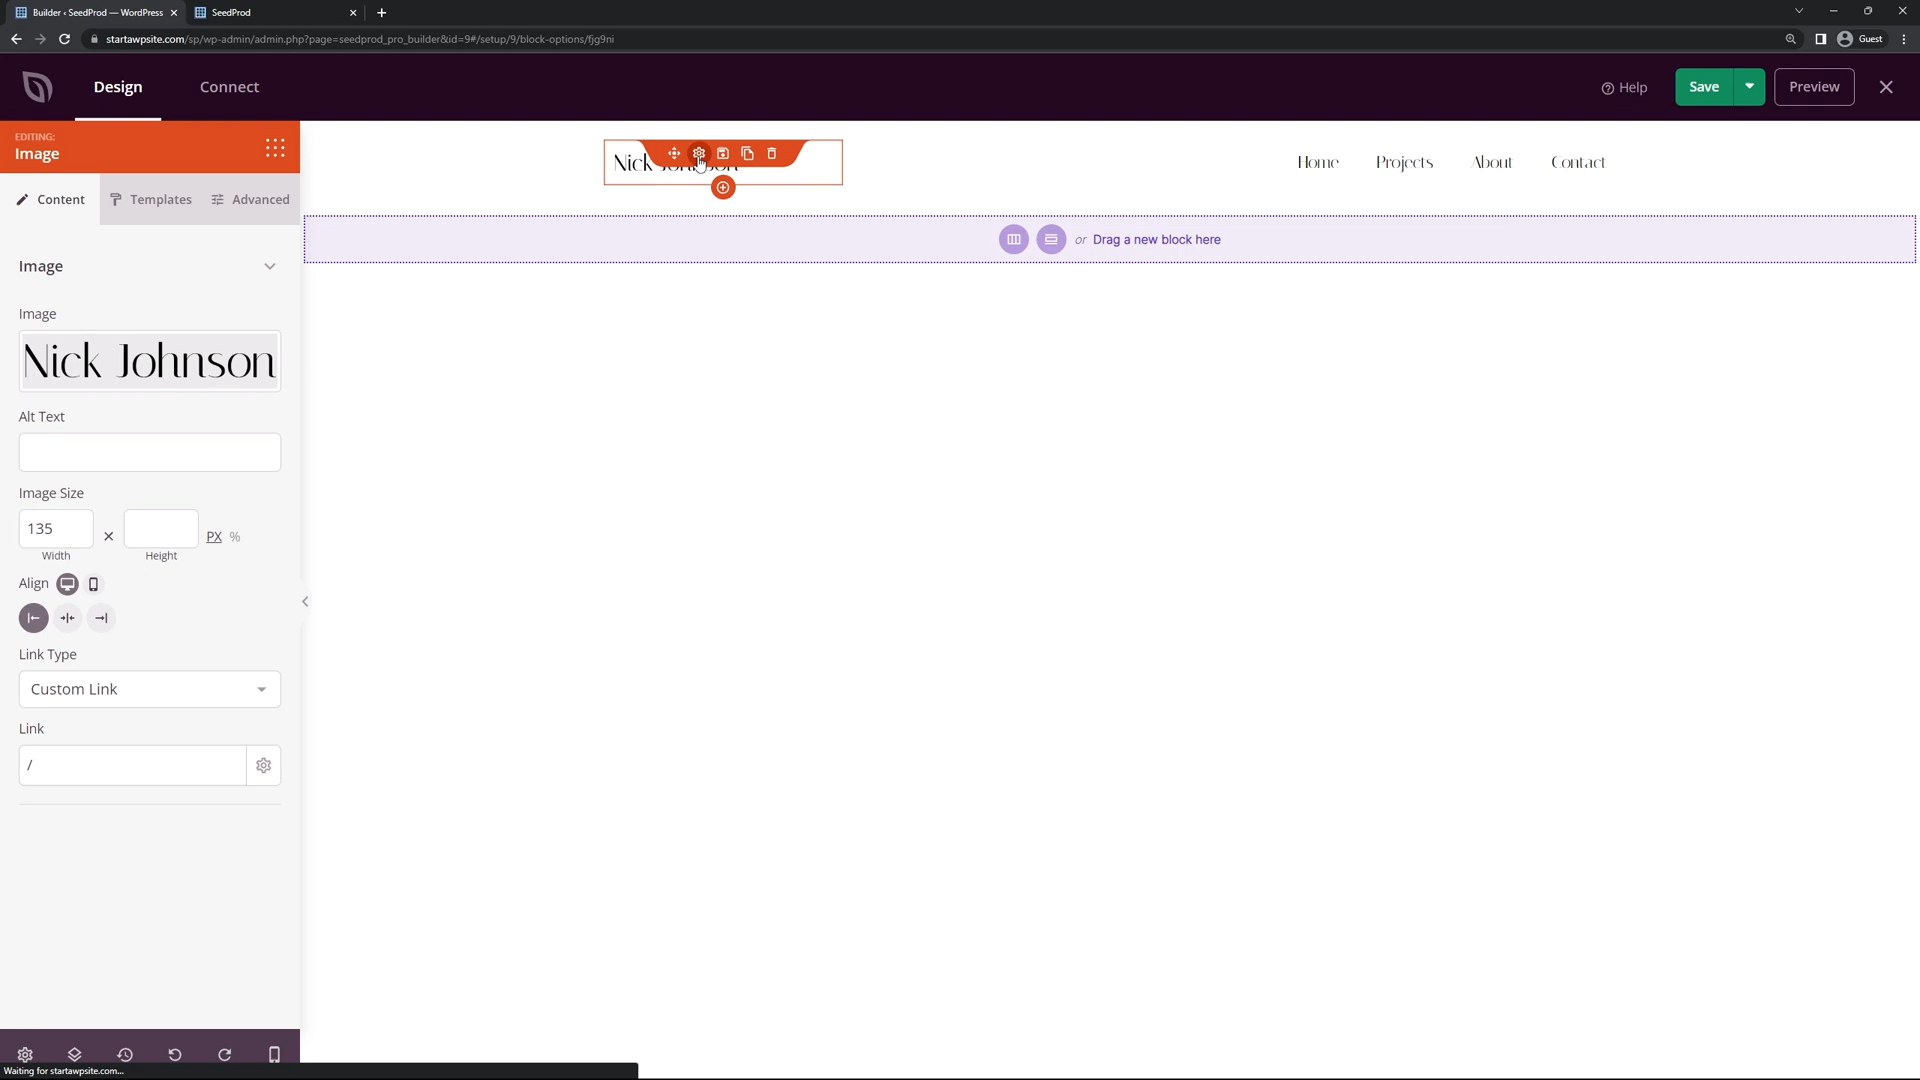 Builder ‹ SeedProd — WordPress
SeedProd
startawpsite.com/sp/wp-admin/admin.php?page=seedprod_pro_builder&id=9#/setup/9/block-options/fjg9ni
Guest
Design
Connect
Help
Save
Preview
EDITING:
Image
Nick Johnson
Home
Projects
About
Contact
Content
Templates
Advanced
or Drag a new block here
Image
Image
Nick Johnson
Alt Text
Image Size
135
×
PX %
Width
Height
Align
Link Type
Custom Link
Link
/
Waiting for startawpsite.com...